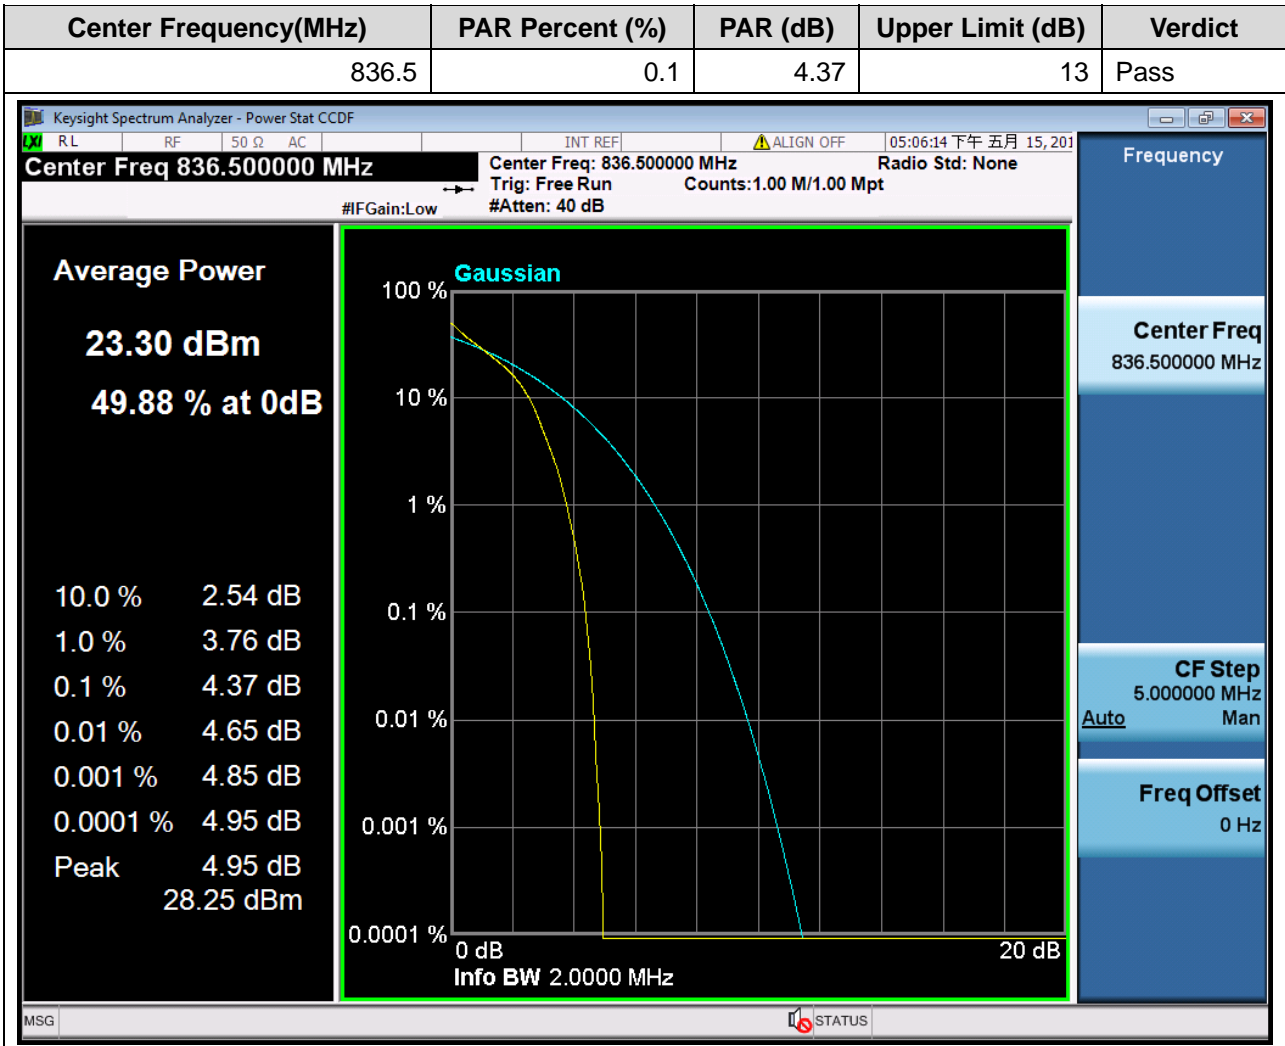 Center Frequency(MHz) PAR Percent (%) PAR (dB) Upper Limit (dB) Verdict
836.5 0.1 4.37 13 Pass
Keysight Spectrum Analyzer - Power Stat CCDF
LXI RL RF 50 Ω AC INT REF ALIGN OFF 05:06:14 下午 五月 15, 201
Center Freq 836.500000 MHz
#IFGain:Low
Center Freq: 836.500000 MHz Radio Std: None
Trig: Free Run Counts:1.00 M/1.00 Mpt
#Atten: 40 dB
Average Power
23.30 dBm
49.88 % at 0dB
10.0 % 2.54 dB
1.0 % 3.76 dB
0.1 % 4.37 dB
0.01 % 4.65 dB
0.001 % 4.85 dB
0.0001 % 4.95 dB
Peak 4.95 dB
28.25 dBm
Gaussian
100 %
10 %
1 %
0.1 %
0.01 %
0.001 %
0.0001 %
0 dB 20 dB
Info BW 2.0000 MHz
Frequency
Center Freq
836.500000 MHz
CF Step
5.000000 MHz
Auto Man
Freq Offset
0 Hz
MSG STATUS